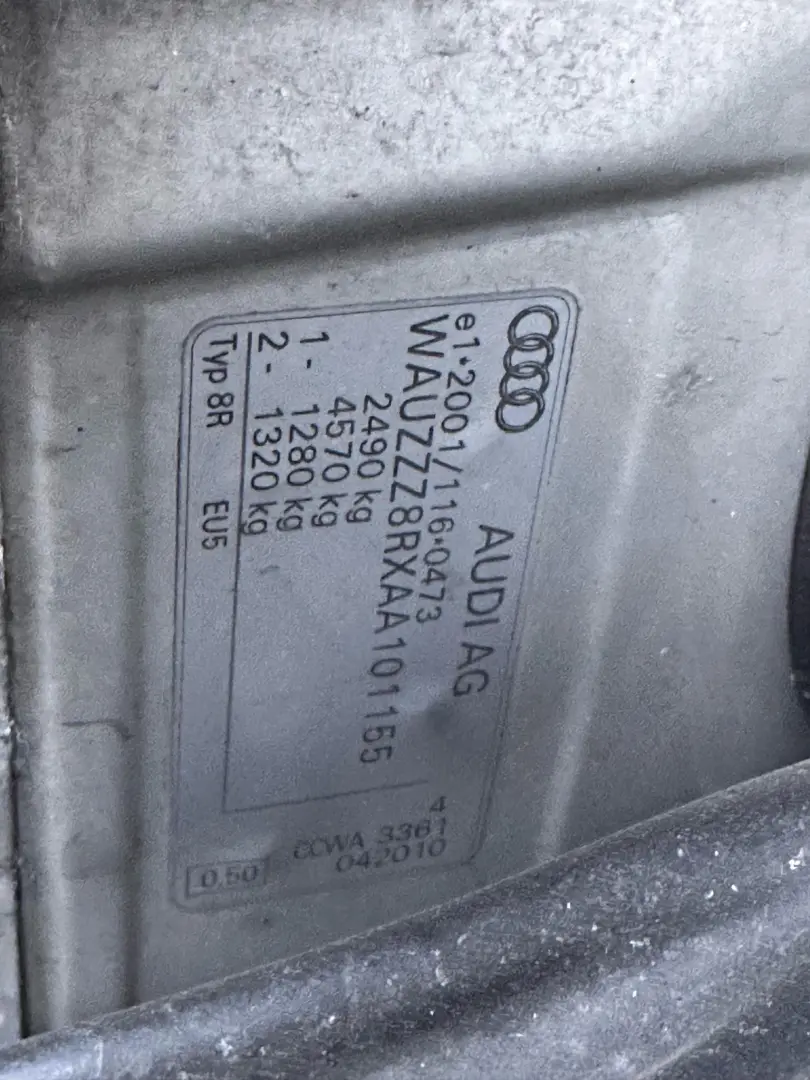 AUDI AG
e1*2001/116*0473
WAUZZZ8RXAA101155
2490 kg
4570 kg
1 - 1280 kg
2 - 1320 kg
Typ 8R EU5
4
CCWA 3361
042010
0.50